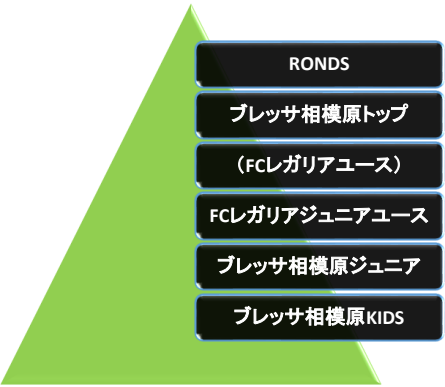 RONDS
ブレッサ相模原トップ
（FCレガリアユース）
FCレガリアジュニアユース
ブレッサ相模原ジュニア
ブレッサ相模原KIDS